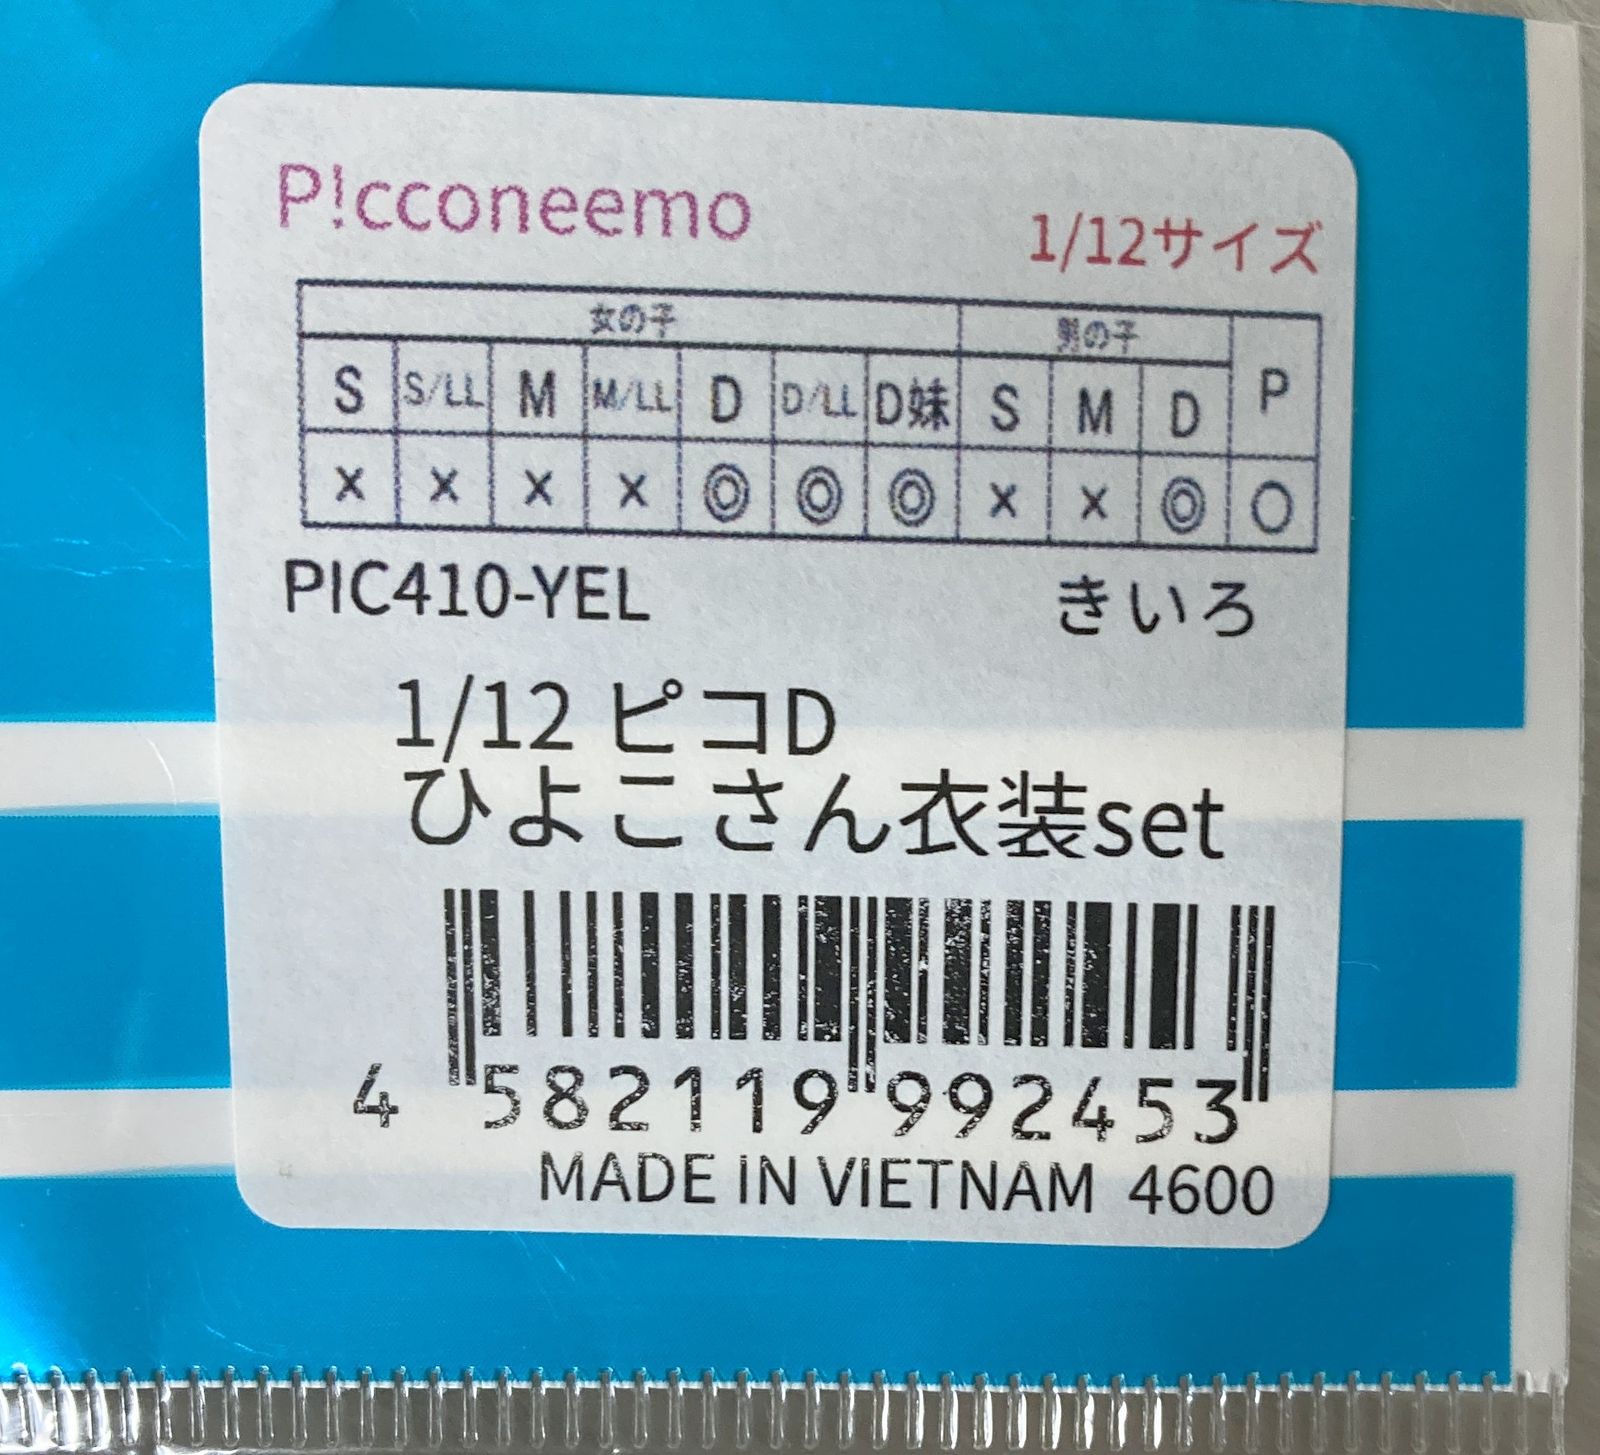 P!cconeemo
1/12サイズ
女の子 男の子 P
S S/LL M M/LL D D/LL D妹 S M D
× × × × ◎ ◎ ◎ × × ◎ ○
PIC410-YEL きいろ
1/12 ピコD
ひよこさん衣装set
4 582119 992453
MADE IN VIETNAM 4600